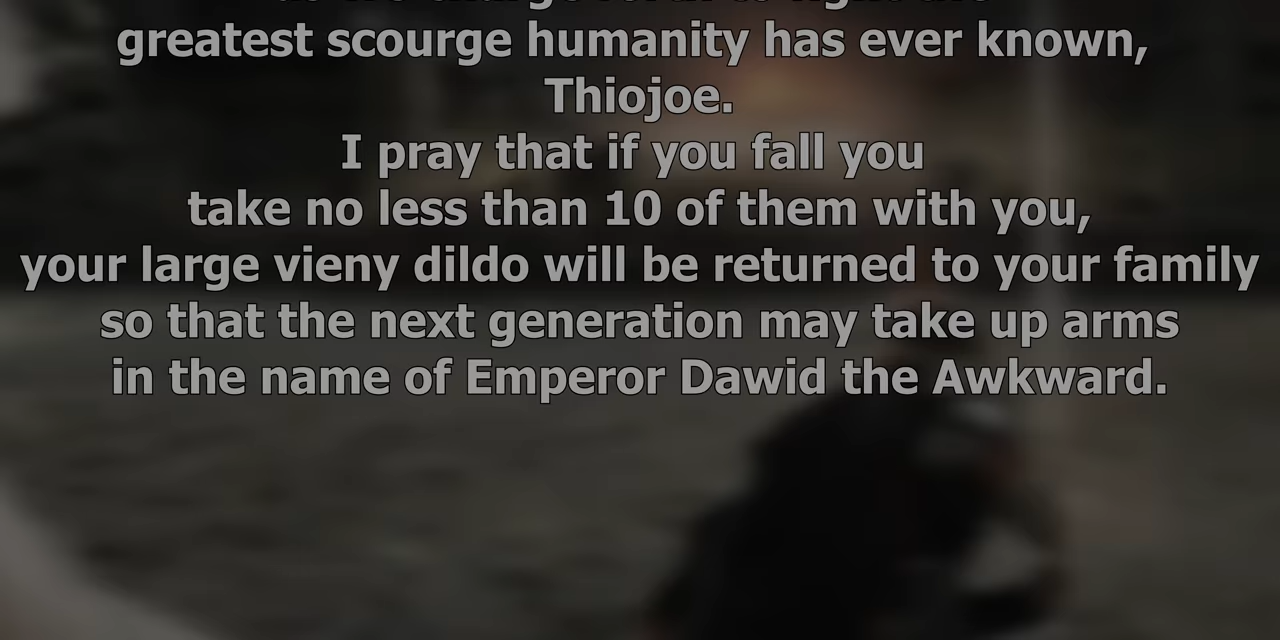 greatest scourge humanity has ever known,
Thiojoe.
I pray that if you fall you
take no less than 10 of them with you,
your large vieny dildo will be returned to your family
so that the next generation may take up arms
in the name of Emperor Dawid the Awkward.